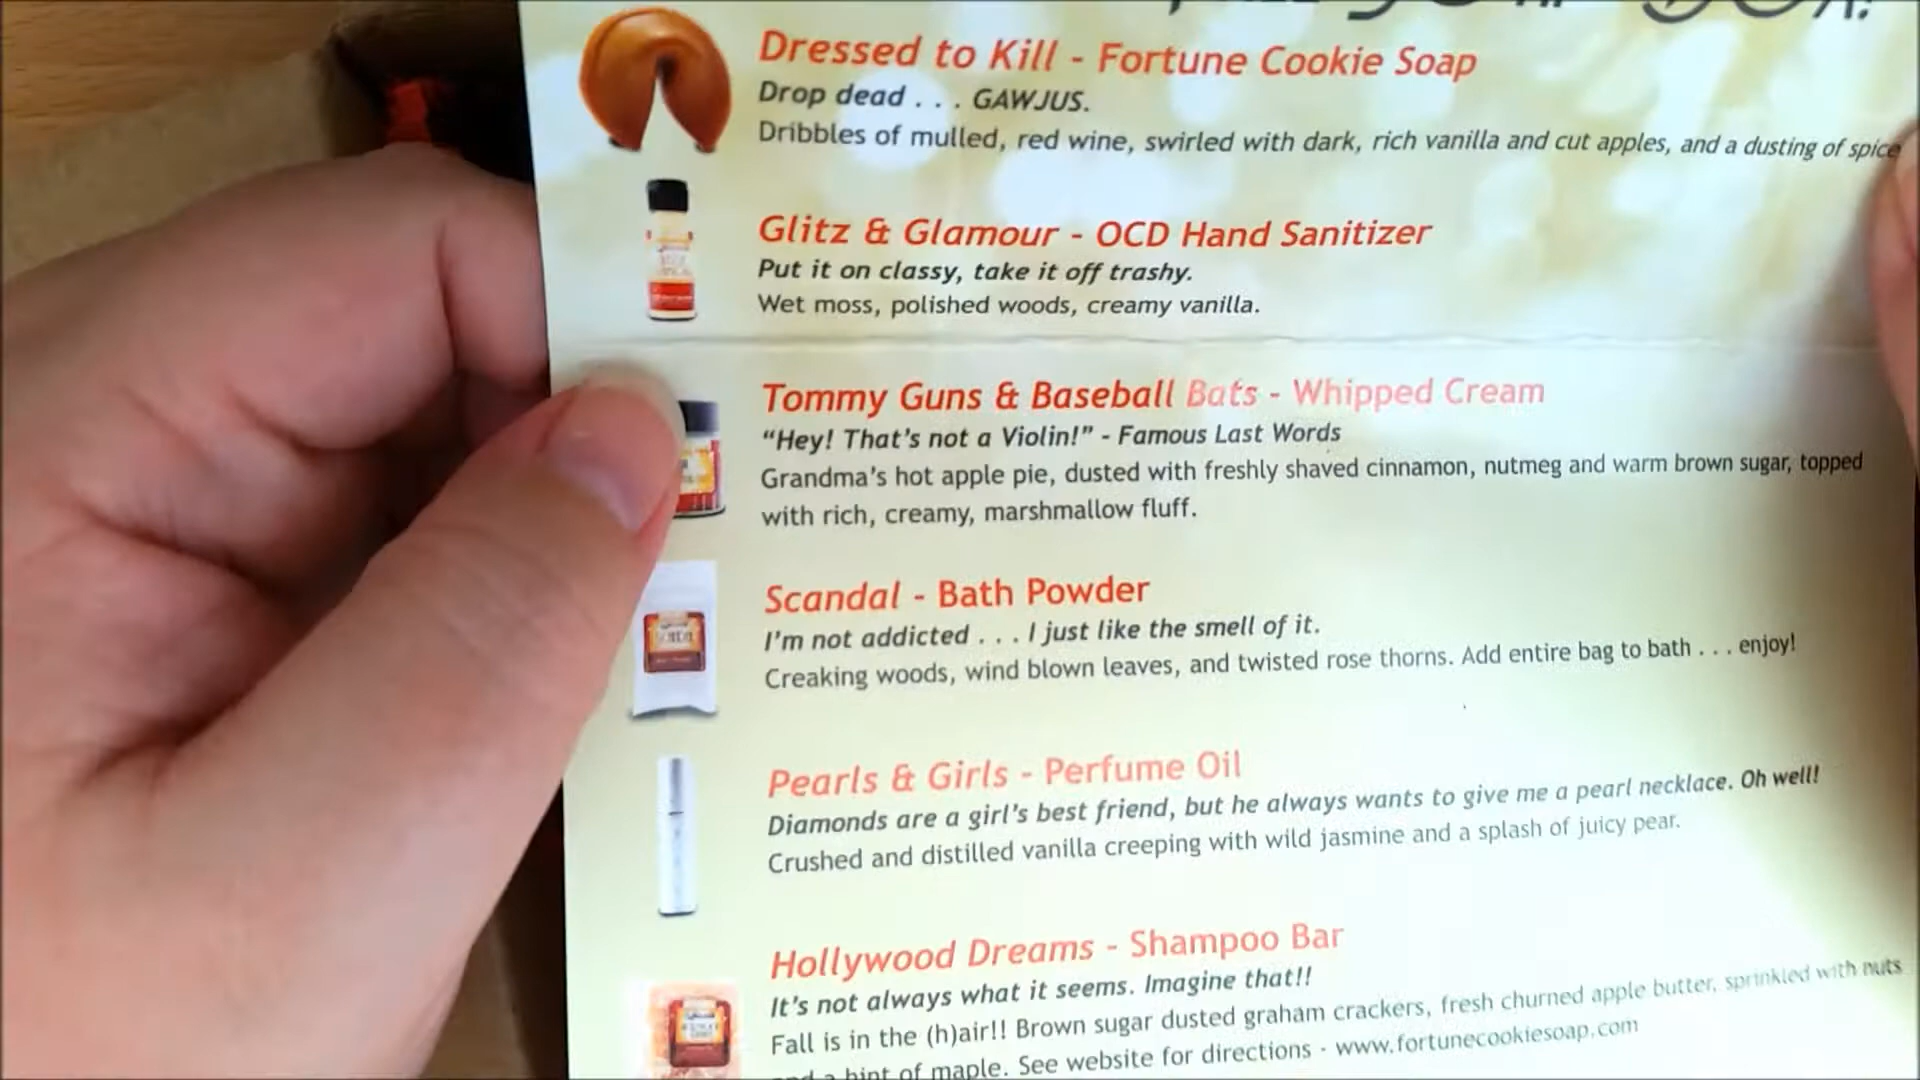 Dressed to Kill - Fortune Cookie Soap
Drop dead . . . GAWJUS.
Dribbles of mulled, red wine, swirled with dark, rich vanilla and cut apples, and a dusting of spice
Glitz & Glamour - OCD Hand Sanitizer
Put it on classy, take it off trashy.
Wet moss, polished woods, creamy vanilla.
Tommy Guns & Baseball Bats - Whipped Cream
"Hey! That's not a Violin!" - Famous Last Words
Grandma's hot apple pie, dusted with freshly shaved cinnamon, nutmeg and warm brown sugar, topped
with rich, creamy, marshmallow fluff.
Scandal - Bath Powder
I'm not addicted . . . I just like the smell of it.
Creaking woods, wind blown leaves, and twisted rose thorns. Add entire bag to bath . . . enjoy!
Pearls & Girls - Perfume Oil
Diamonds are a girl's best friend, but he always wants to give me a pearl necklace. Oh well!
Crushed and distilled vanilla creeping with wild jasmine and a splash of juicy pear.
Hollywood Dreams - Shampoo Bar
It's not always what it seems. Imagine that!!
Fall is in the (h)air!! Brown sugar dusted graham crackers, fresh churned apple butter, sprinkled with nuts
and a hint of maple. See website for directions - www.fortunecookiesoap.com